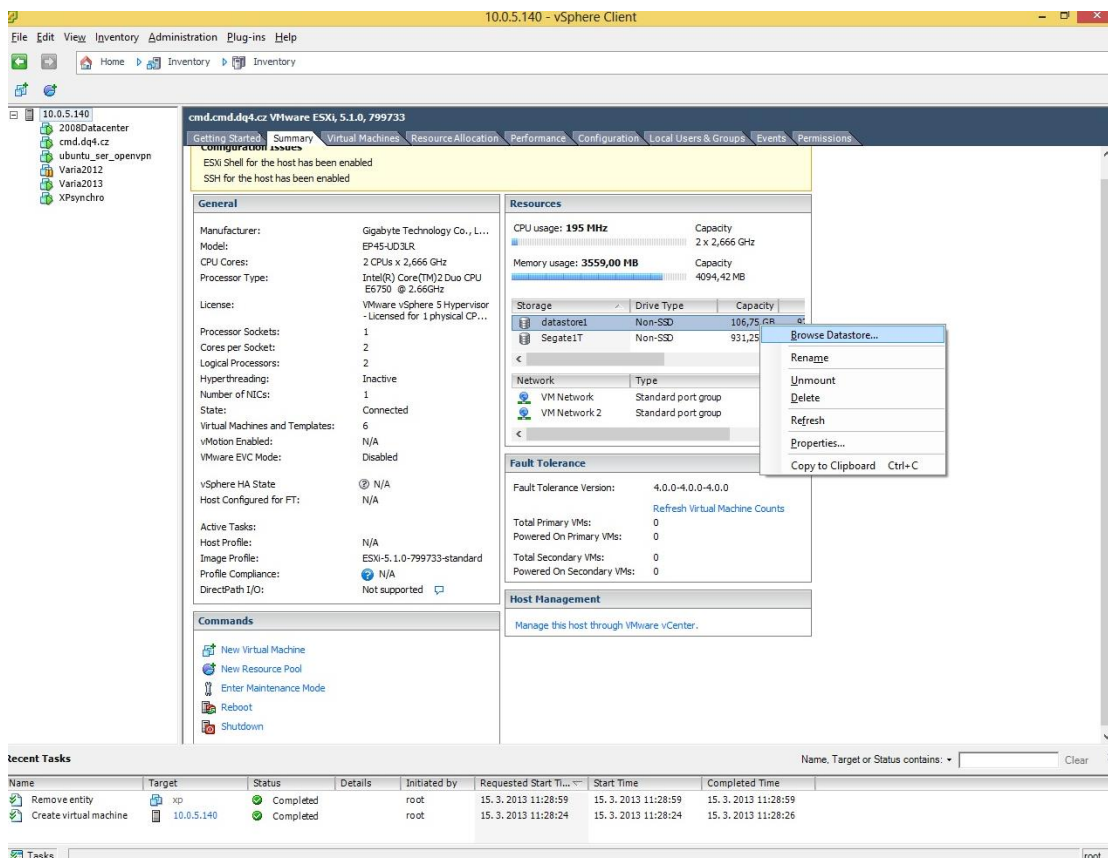 10.0.5.140 - vSphere Client
File Edit View Inventory Administration Plug-ins Help
Home Inventory Inventory
10.0.5.140
2008Datacenter
cmd.dq4.cz
ubuntu_ser_openvpn
Varia2012
Varia2013
XPsynchro
cmd.cmd.dq4.cz VMware ESXi, 5.1.0, 799733
Getting Started Summary Virtual Machines Resource Allocation Performance Configuration Local Users & Groups Events Permissions
Configuration Issues
ESXi Shell for the host has been enabled
SSH for the host has been enabled
General
Manufacturer: Gigabyte Technology Co., L...
Model: EP45-UD3LR
CPU Cores: 2 CPUs x 2,666 GHz
Processor Type: Intel(R) Core(TM)2 Duo CPU
E6750 @ 2.66GHz
License: VMware vSphere 5 Hypervisor
- Licensed for 1 physical CP...
Processor Sockets: 1
Cores per Socket: 2
Logical Processors: 2
Hyperthreading: Inactive
Number of NICs: 1
State: Connected
Virtual Machines and Templates: 6
vMotion Enabled: N/A
VMware EVC Mode: Disabled
vSphere HA State N/A
Host Configured for FT: N/A
Active Tasks:
Host Profile: N/A
Image Profile: ESXi-5.1.0-799733-standard
Profile Compliance: N/A
DirectPath I/O: Not supported
Commands
New Virtual Machine
New Resource Pool
Enter Maintenance Mode
Reboot
Shutdown
Resources
CPU usage: 195 MHz Capacity
2 x 2,666 GHz
Memory usage: 3559,00 MB Capacity
4094,42 MB
Storage Drive Type Capacity
datastore1 Non-SSD 106,75 GB
Segate1T Non-SSD 931,25
Network Type
VM Network Standard port group
VM Network 2 Standard port group
Browse Datastore...
Rename
Unmount
Delete
Refresh
Properties...
Copy to Clipboard Ctrl+C
Fault Tolerance
Fault Tolerance Version: 4.0.0-4.0.0-4.0.0
Refresh Virtual Machine Counts
Total Primary VMs: 0
Powered On Primary VMs: 0
Total Secondary VMs: 0
Powered On Secondary VMs: 0
Host Management
Manage this host through VMware vCenter.
Recent Tasks Name, Target or Status contains: Clear
Name Target Status Details Initiated by Requested Start Ti... Start Time Completed Time
Remove entity xp Completed root 15. 3. 2013 11:28:59 15. 3. 2013 11:28:59 15. 3. 2013 11:28:59
Create virtual machine 10.0.5.140 Completed root 15. 3. 2013 11:28:24 15. 3. 2013 11:28:24 15. 3. 2013 11:28:26
Tasks root